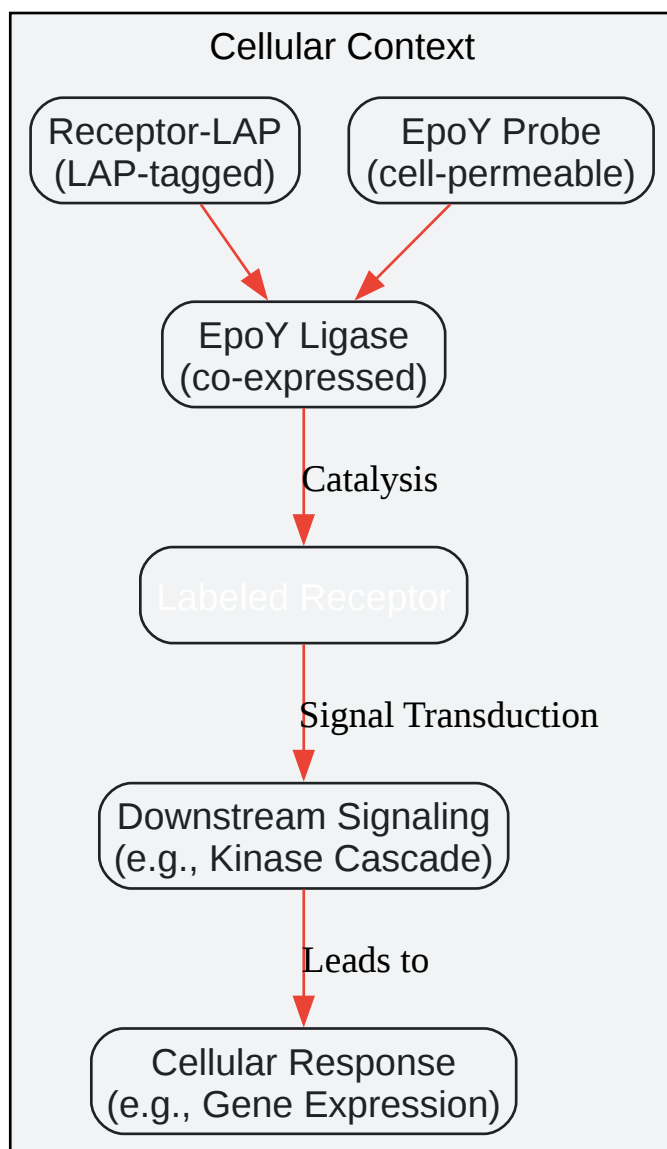 Cellular Context
Receptor-LAP
(LAP-tagged)
EpoY Probe
(cell-permeable)
EpoY Ligase
(co-expressed)
Catalysis
Labeled Receptor
Signal Transduction
Downstream Signaling
(e.g., Kinase Cascade)
Leads to
Cellular Response
(e.g., Gene Expression)